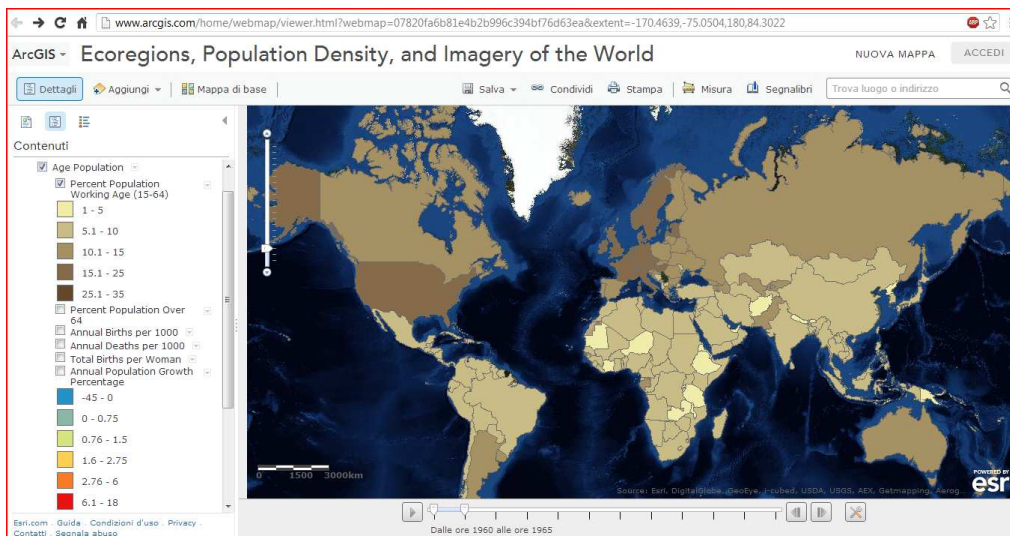 www.arcgis.com/home/webmap/viewer.html?webmap=07820fa6b81e4b2b996c394bf76d63ea&extent=-170.4639,-75.0504,180,84.3022
ArcGIS Ecoregions, Population Density, and Imagery of the World
NUOVA MAPPA ACCEDI
Dettagli Aggiungi Mappa di base Salva Condividi Stampa Misura Segnalibri Trova luogo o indirizzo
Contenuti
Age Population
Percent Population
Working Age (15-64)
1 - 5
5.1 - 10
10.1 - 15
15.1 - 25
25.1 - 35
Percent Population Over
64
Annual Births per 1000
Annual Deaths per 1000
Total Births per Woman
Annual Population Growth
Percentage
-45 - 0
0 - 0.75
0.76 - 1.5
1.6 - 2.75
2.76 - 6
6.1 - 18
Esri.com . Guida . Condizioni d'uso . Privacy .
Contatti . Segnala abuso
0 1500 3000km
POWERED BY
esri
Source: Esri, DigitalGlobe, GeoEye, i-cubed, USDA, USGS, AEX, Getmapping, Aerog...
Dalle ore 1960 alle ore 1965